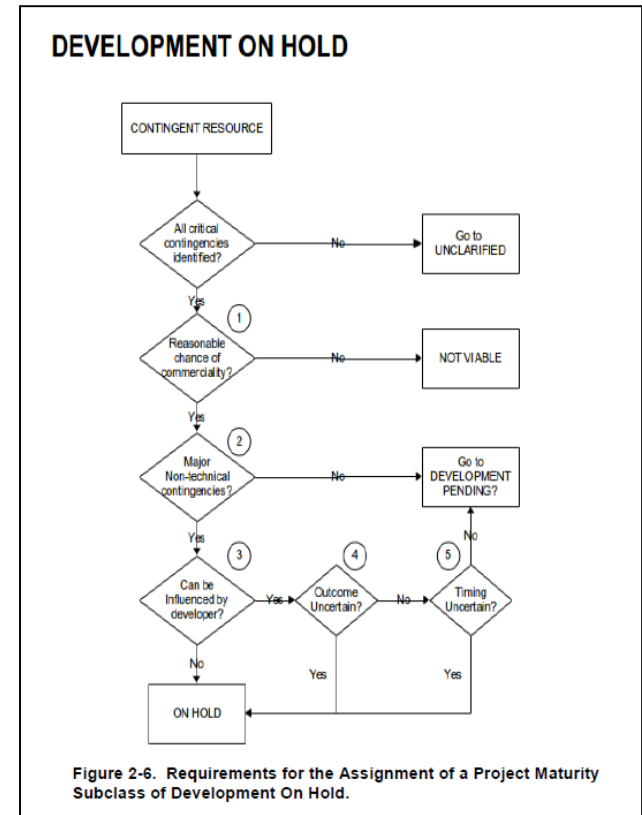 DEVELOPMENT ON HOLD
CONTINGENT RESOURCE
All critical
contingencies
identified?
No
Go to
UNCLARIFIED
Yes
1
Reasonable
chance of
commerciality?
No
NOT VIABLE
Yes
2
Major
Non-technical
contingencies?
No
Go to
DEVELOPMENT
PENDING?
Yes
No
3
4
5
Can be
Influenced by
developer?
Yes
Outcome
Uncertain?
No
Timing
Uncertain?
No
Yes
Yes
ON HOLD
Figure 2-6. Requirements for the Assignment of a Project Maturity
Subclass of Development On Hold.